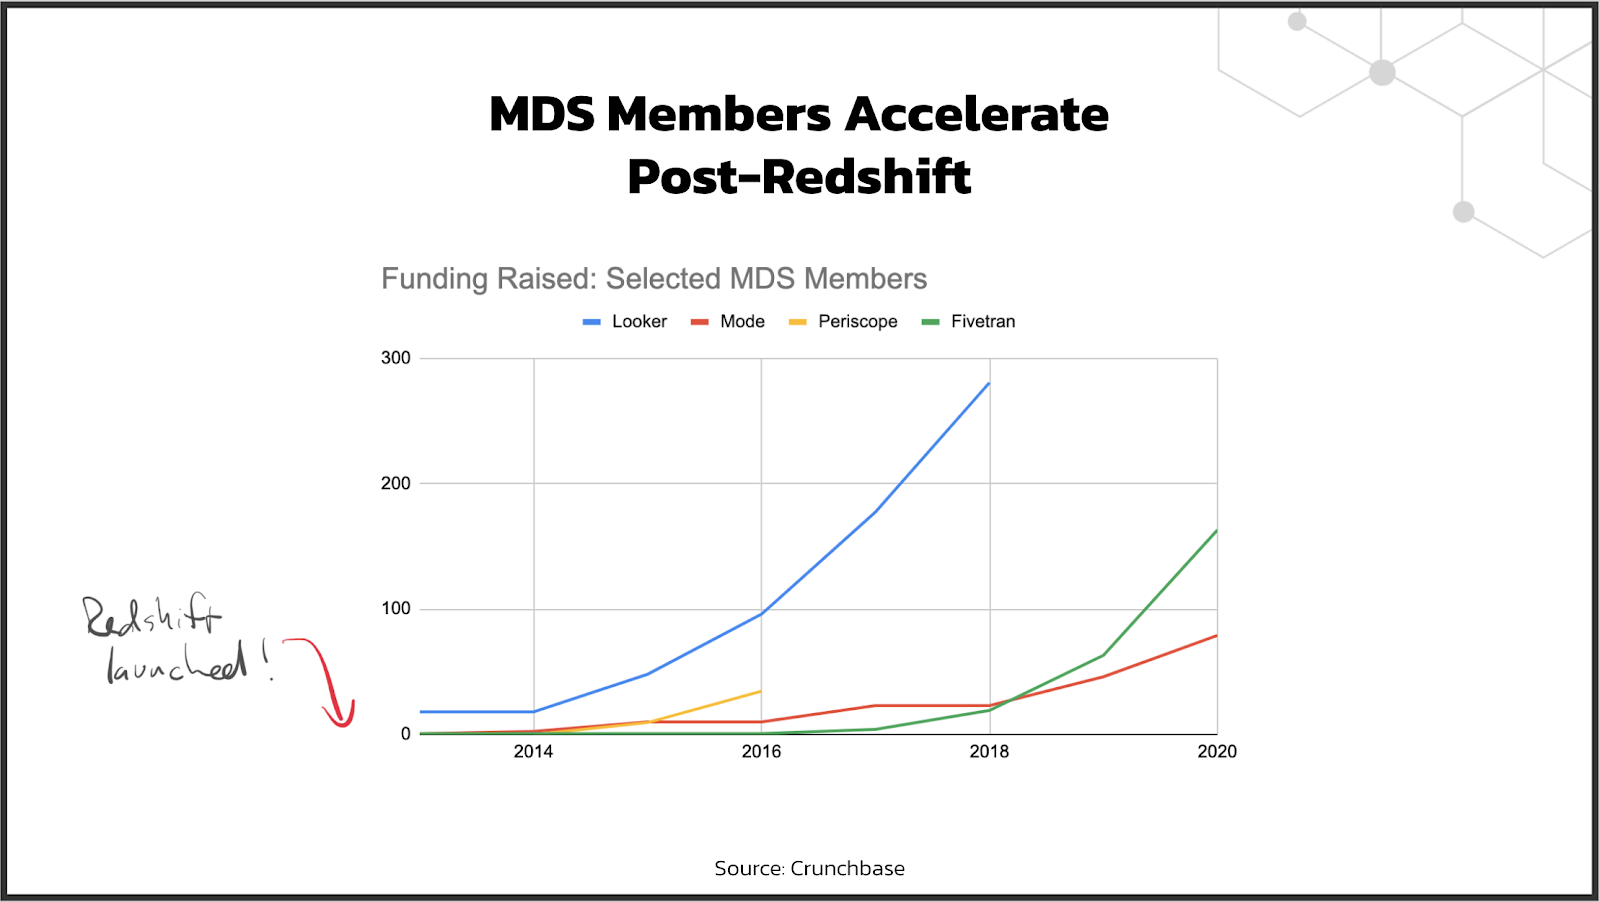 MDS Members Accelerate
Post-Redshift
Funding Raised: Selected MDS Members
Looker Mode Periscope Fivetran
300
200
100
0
2014 2016 2018 2020
Redshift
launched!
Source: Crunchbase